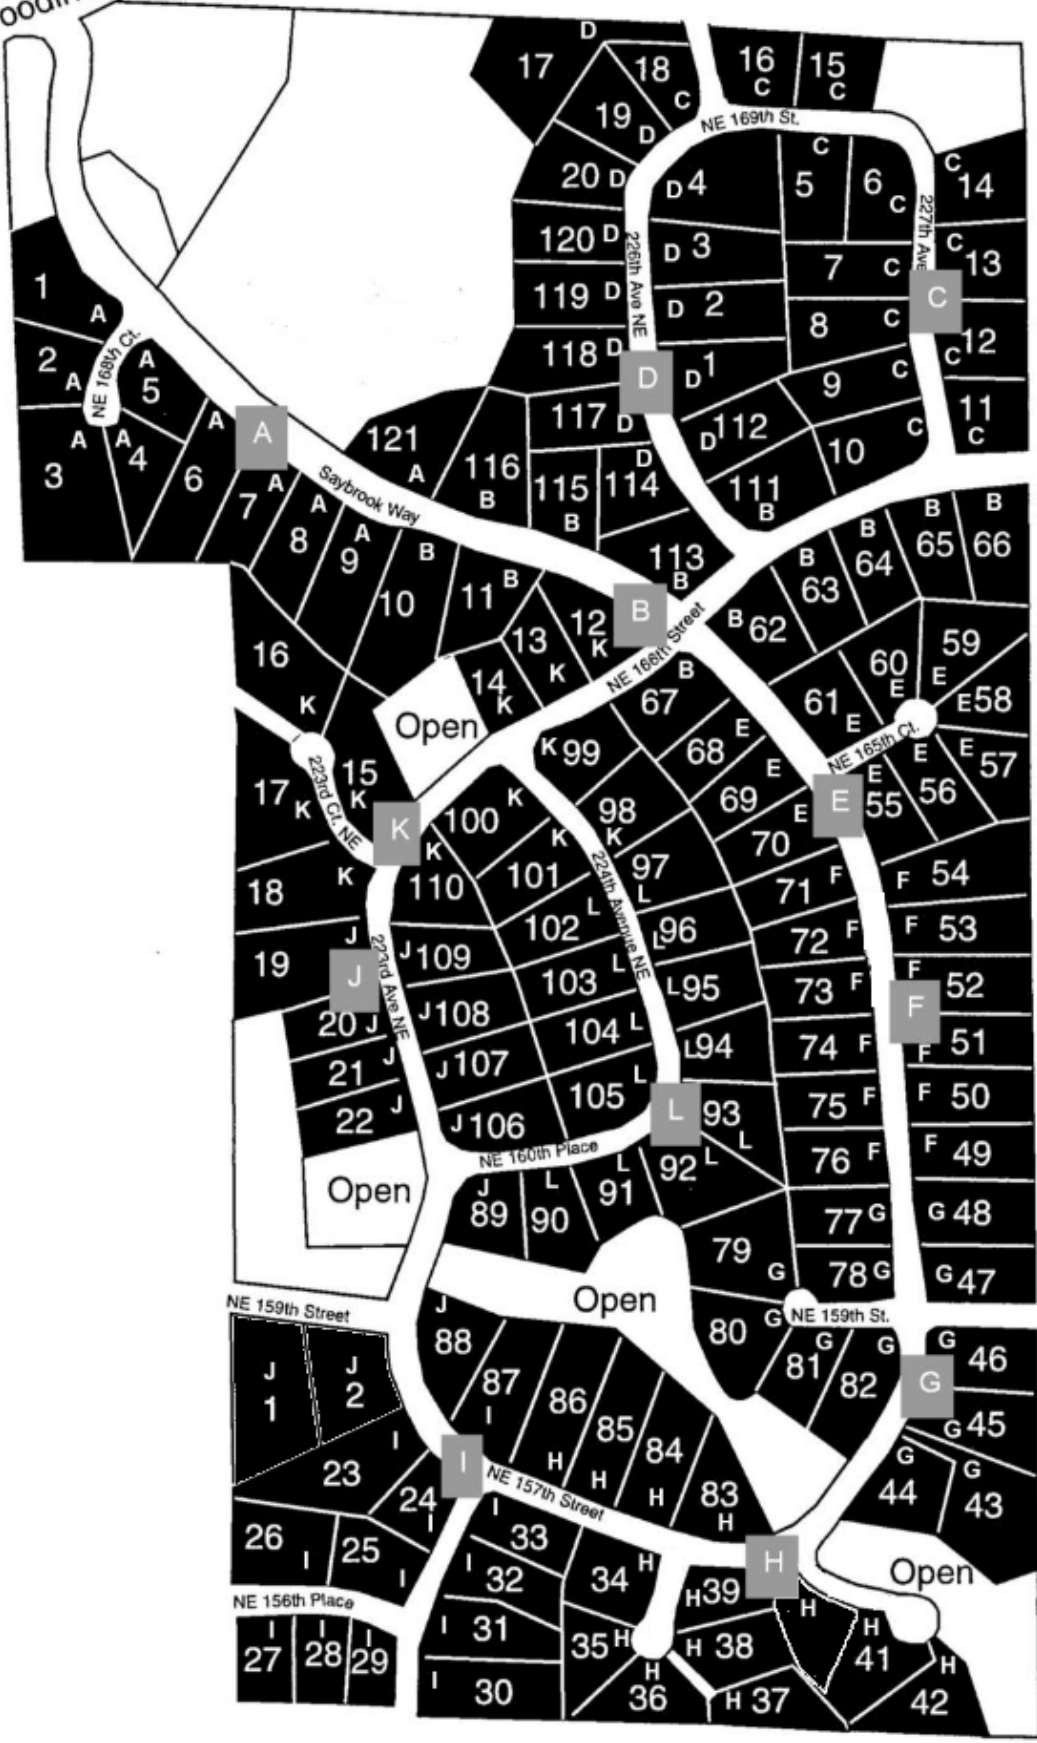 17 D
18 C
16 C
15 C
19 D
NE 169th St.
20 D
D 4
C 5
6 C
C 14
120 D
D 3
226th Ave NE
227th Ave
7 C
C 13
119 D
D 2
C
8 C
C 12
118 D
D
D 1
9 C
11 C
117 D
D 112
10 C
1 A
NE 168th Ct.
2 A
A 5
A
3 A
A 4
A 6
7 A
121 A
116 B
115 B
D 114
111 B
Saybrook Way
A 8
A 9
B 10
11 B
113 B
B
B 63
B 64
B 65
B 66
B 62
NE 166th Street
12 K
13 K
14 K
16 K
Open
B 67
60 E
59 E
E 58
61 E
NE 165th Ct.
E 57
E 56
E 55
E
68 E
69 E
70 E
K 99
98 K
15 K
17 K
223rd Ct. NE
K
100 K
K 110
101 K
97 L
224th Avenue NE
18 K
71 F
F 54
102 L
L 96
72 F
F 53
19 J
J
J 109
223rd Ave NE
103 L
L 95
73 F
F 52
F
20 J
J 108
104 L
L 94
74 F
F 51
21 J
J 107
105 L
L
93 L
75 F
F 50
22 J
J 106
NE 160th Place
92 L
76 F
F 49
Open
J 89
L 90
L 91
77 G
G 48
79 G
78 G
G 47
NE 159th Street
Open
NE 159th St.
J 88
80 G
81 G
82 G
G 46
G
G 45
J 1
J 2
87 I
86 H
85 H
84 H
83 H
G 44
G 43
23 I
I
24 I
NE 157th Street
26 I
25 I
I 33
I 32
34 H
H 39
H
Open
NE 156th Place
I 27
I 28
I 29
I 31
I 30
35 H
H 36
H 38
H 37
H
H 41
H 42